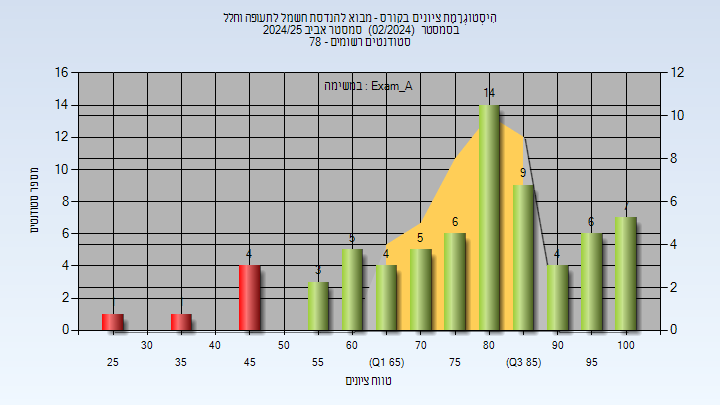 היסטוגרמת ציונים בקורס - מבוא להנדסת חשמל לתעופה וחלל
בסמסטר (02/2024) סמסטר אביב 2024/25
סטודנטים רשומים - 78
במשימה : Exam_A
מספר סטודנטים
16 14 12 10 8 6 4 2 0
12 10 8 6 4 2 0
4 3 5 4 5 6 14 9 4 6 7
30 40 50 60 70 80 90 100
25 35 45 55 (Q1 65) 75 (Q3 85) 95
טווח ציונים